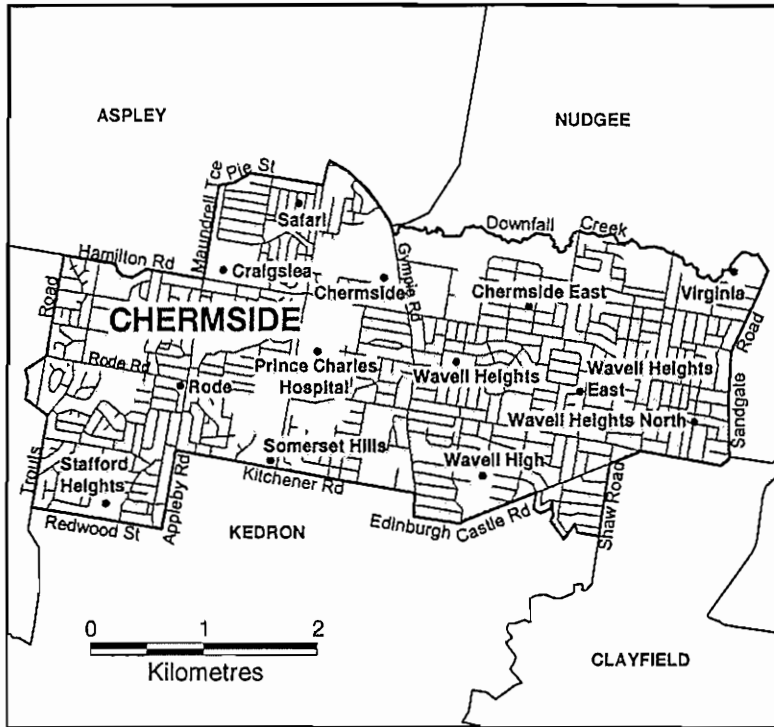 ASPLEY
NUDGEE
Maundrell Tce
Pie St
Safari
Downfall Creek
Hamilton Rd
Craigslea
Gympie Rd
Chermside
Chermside East
Virginia
Road
CHERMSIDE
Rode Rd
Rode
Prince Charles
Hospital
Wavell Heights
Wavell Heights
East
Wavell Heights North
Sandgate Road
Trouts
Stafford
Heights
Appleby Rd
Somerset Hills
Kitchener Rd
Wavell High
Redwood St
KEDRON
Edinburgh Castle Rd
Shaw Road
0 1 2
Kilometres
CLAYFIELD